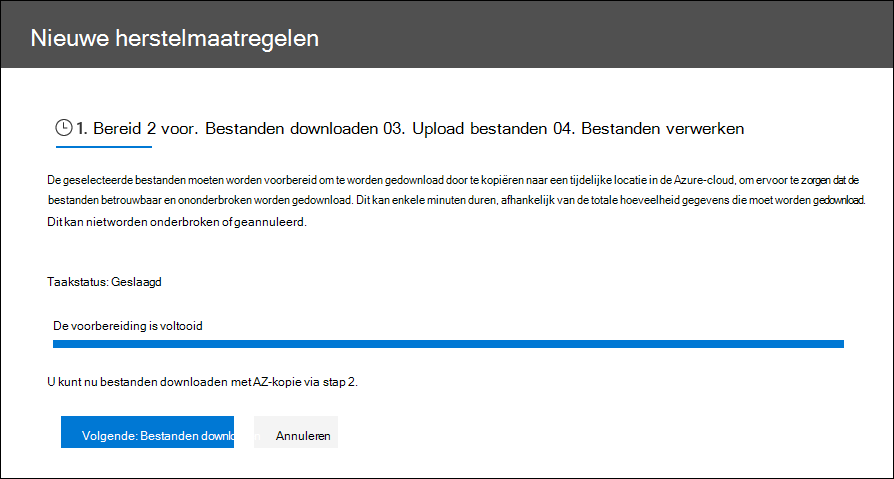 Nieuwe herstelmaatregelen
1. Bereid 2 voor. Bestanden downloaden 03. Upload bestanden 04. Bestanden verwerken
De geselecteerde bestanden moeten worden voorbereid om te worden gedownload door te kopiëren naar een tijdelijke locatie in de Azure-cloud, om ervoor te zorgen dat de
bestanden betrouwbaar en ononderbroken worden gedownload. Dit kan enkele minuten duren, afhankelijk van de totale hoeveelheid gegevens die moet worden gedownload.
Dit kan niet worden onderbroken of geannuleerd.
Taakstatus: Geslaagd
De voorbereiding is voltooid
U kunt nu bestanden downloaden met AZ-kopie via stap 2.
Volgende: Bestanden downloaden Annuleren